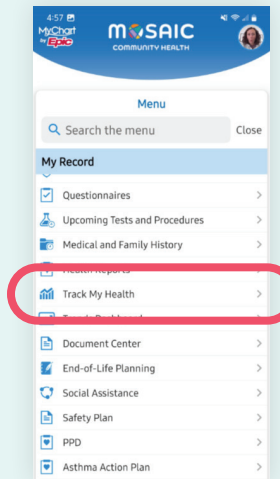 4:57
MyChart
by Epic
MOSAIC
COMMUNITY HEALTH
Menu
Search the menu
Close
My Record
Questionnaires
Upcoming Tests and Procedures
Medical and Family History
Health Reports
Track My Health
Document Center
End-of-Life Planning
Social Assistance
Safety Plan
PPD
Asthma Action Plan